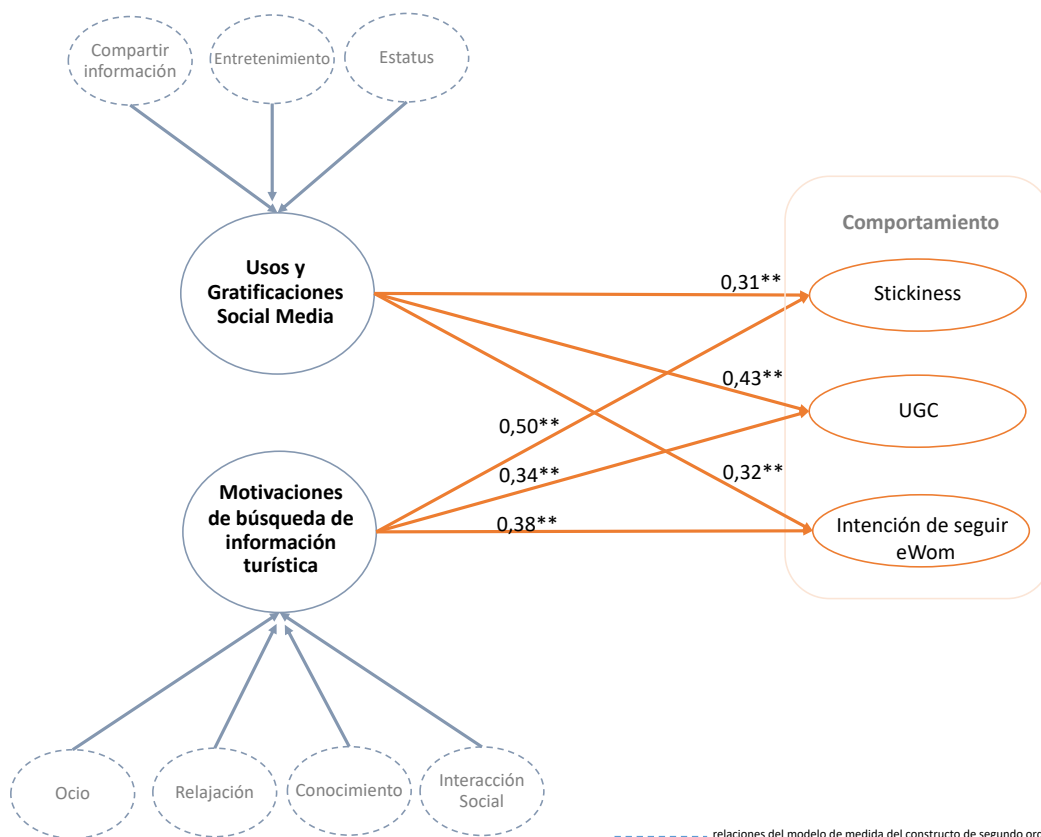 Compartir
información
Entretenimiento
Estatus
Usos y
Gratificaciones
Social Media
Comportamiento
0,31**
Stickiness
0,43**
UGC
0,50**
0,34**
0,32**
0,38**
Intención de seguir
eWom
Motivaciones
de búsqueda de
información
turística
Ocio
Relajación
Conocimiento
Interacción
Social
relaciones del modelo de medida del constructo de segundo